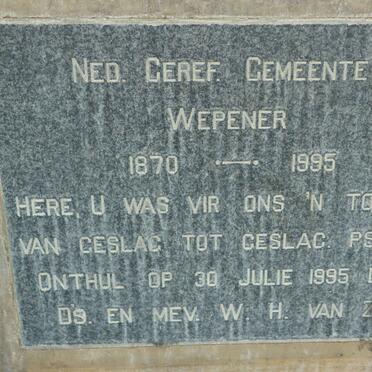 NED. GEREF. GEMEENTE
WEPENER
1870 — 1995
HERE, U WAS VIR ONS 'N
VAN GESLAG TOT GESLAG.
ONTHUL OP 30 JULIE 1995
DS. EN MEV. W. H. VAN